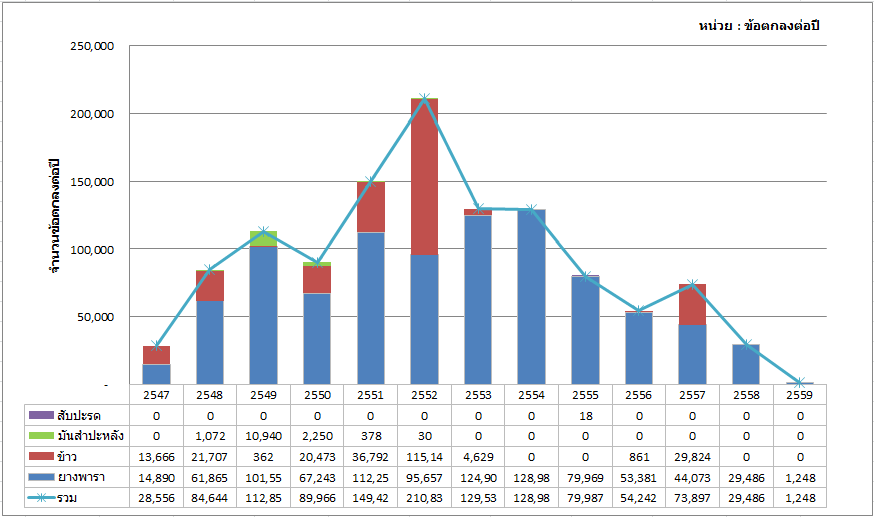 หน่วย : ข้อตกลงต่อปี
จำนวนข้อตกลงต่อปี
250,000
200,000
150,000
100,000
50,000
-
2547 2548 2549 2550 2551 2552 2553 2554 2555 2556 2557 2558 2559
สับปะรด 0 0 0 0 0 0 0 0 18 0 0 0 0
มันสำปะหลัง 0 1,072 10,940 2,250 378 30 0 0 0 0 0 0 0
ข้าว 13,666 21,707 362 20,473 36,792 115,14 4,629 0 0 861 29,824 0 0
ยางพารา 14,890 61,865 101,55 67,243 112,25 95,657 124,90 128,98 79,969 53,381 44,073 29,486 1,248
รวม 28,556 84,644 112,85 89,966 149,42 210,83 129,53 128,98 79,987 54,242 73,897 29,486 1,248